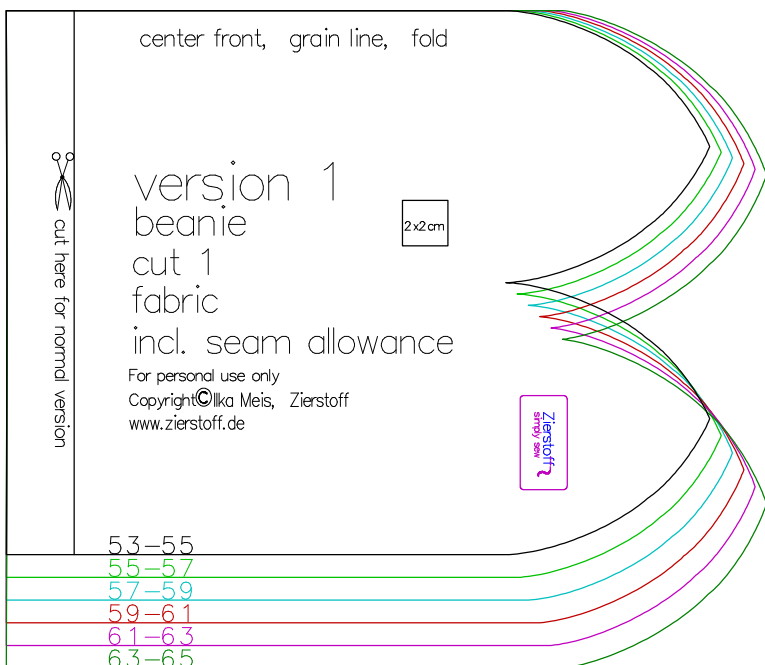 center front, grain line, fold
cut here for normal version
version 1
beanie
2x2cm
cut 1
fabric
incl. seam allowance
For personal use only
Copyright©Ilka Meis, Zierstoff
www.zierstoff.de
Zierstoff
simply sew
53-55
55-57
57-59
59-61
61-63
63-65